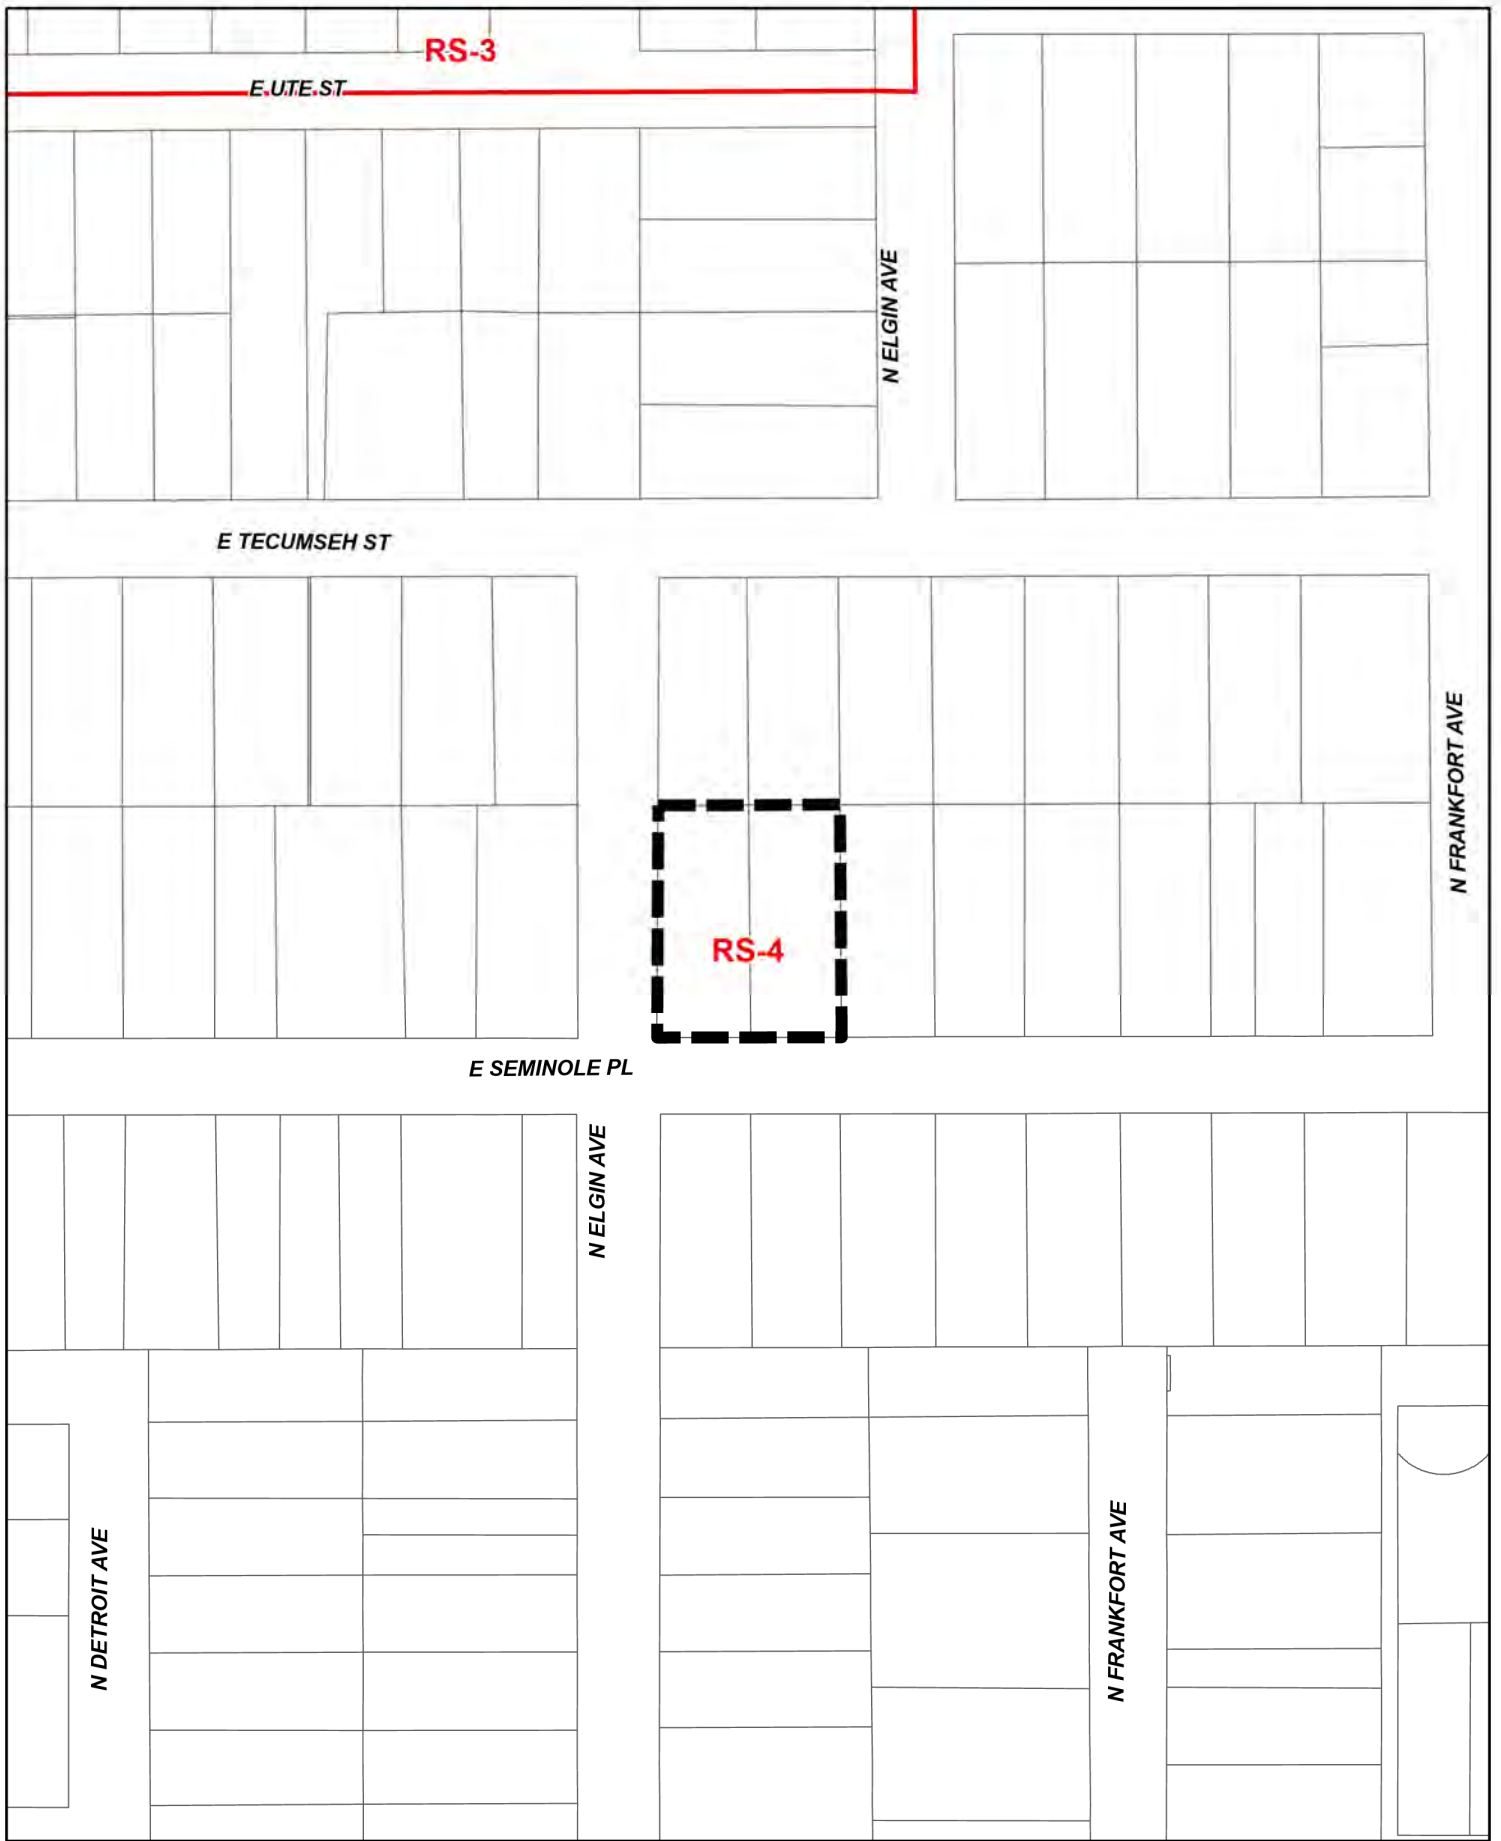 RS-3
E UTE ST
N ELGIN AVE
E TECUMSEH ST
N FRANKFORT AVE
RS-4
E SEMINOLE PL
N ELGIN AVE
N DETROIT AVE
N FRANKFORT AVE